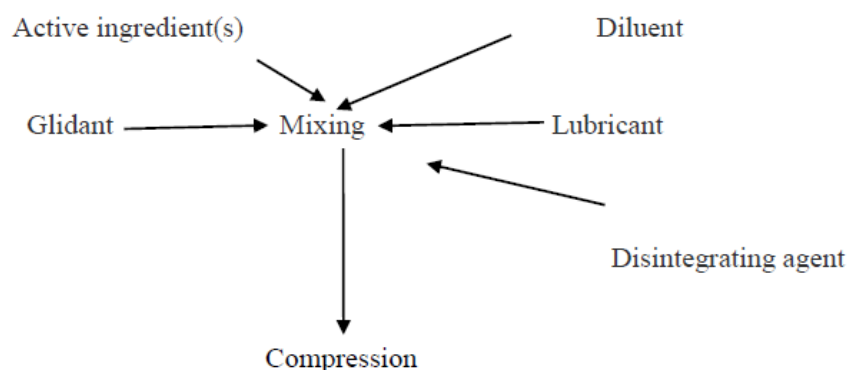 Active ingredient(s)
Diluent
Glidant
Mixing
Lubricant
Disintegrating agent
Compression